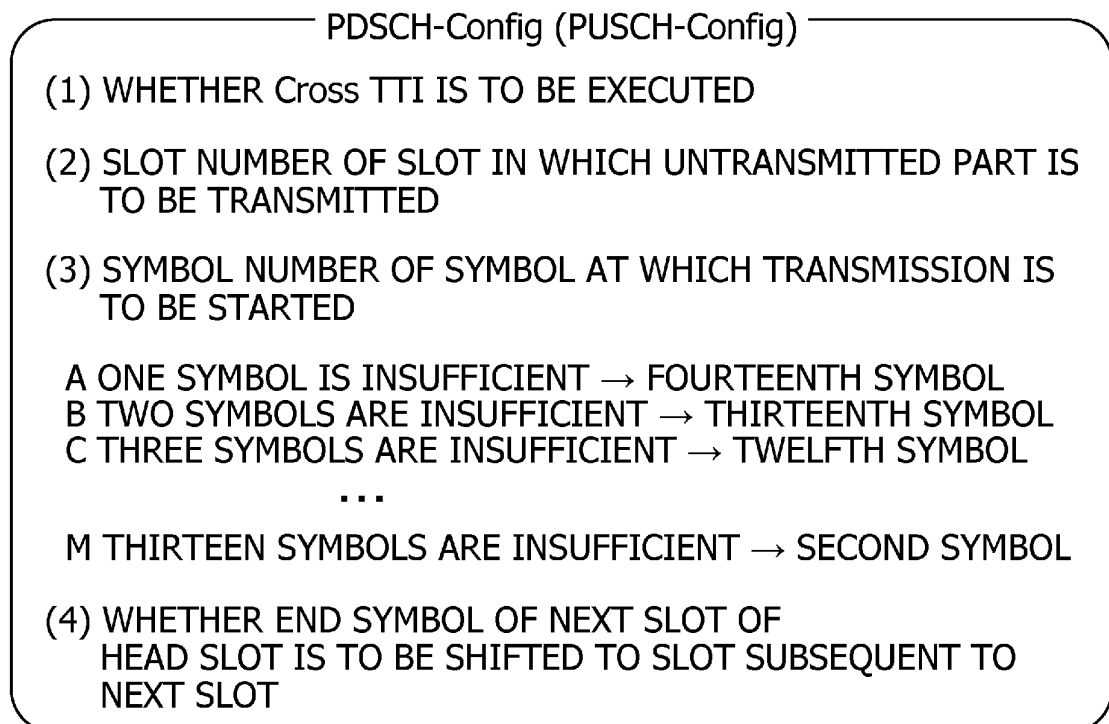 PDSCH-Config (PUSCH-Config)
(1) WHETHER Cross TTI IS TO BE EXECUTED
(2) SLOT NUMBER OF SLOT IN WHICH UNTRANSMITTED PART IS
TO BE TRANSMITTED
(3) SYMBOL NUMBER OF SYMBOL AT WHICH TRANSMISSION IS
TO BE STARTED
A ONE SYMBOL IS INSUFFICIENT → FOURTEENTH SYMBOL
B TWO SYMBOLS ARE INSUFFICIENT → THIRTEENTH SYMBOL
C THREE SYMBOLS ARE INSUFFICIENT → TWELFTH SYMBOL
...
M THIRTEEN SYMBOLS ARE INSUFFICIENT → SECOND SYMBOL
(4) WHETHER END SYMBOL OF NEXT SLOT OF
HEAD SLOT IS TO BE SHIFTED TO SLOT SUBSEQUENT TO
NEXT SLOT